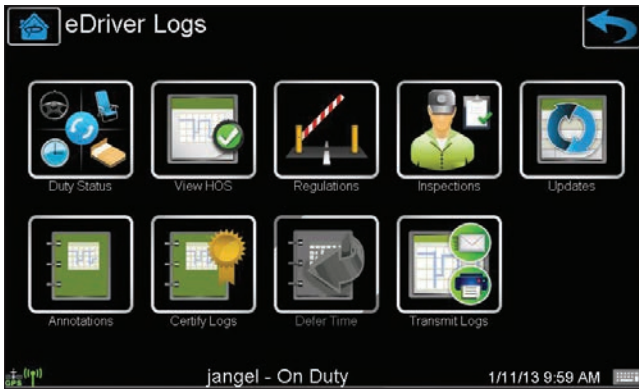 eDriver Logs
Duty Status
View HOS
Regulations
Inspections
Updates
Annotations
Certify Logs
Defer Time
Transmit Logs
GPS
jangel - On Duty
1/11/13 9:59 AM